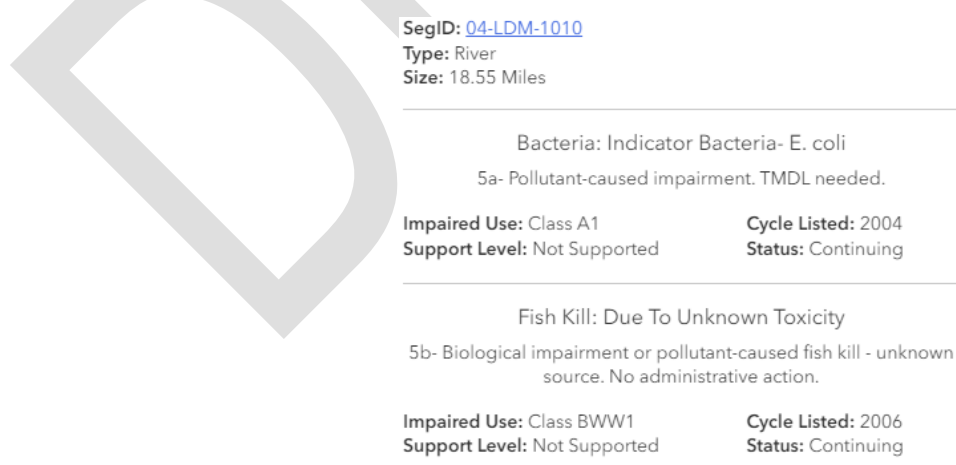 SegID: 04-LDM-1010
Type: River
Size: 18.55 Miles
Bacteria: Indicator Bacteria- E. coli
5a- Pollutant-caused impairment. TMDL needed.
Impaired Use: Class A1 Cycle Listed: 2004
Support Level: Not Supported Status: Continuing
Fish Kill: Due To Unknown Toxicity
5b- Biological impairment or pollutant-caused fish kill - unknown
source. No administrative action.
Impaired Use: Class BWW1 Cycle Listed: 2006
Support Level: Not Supported Status: Continuing